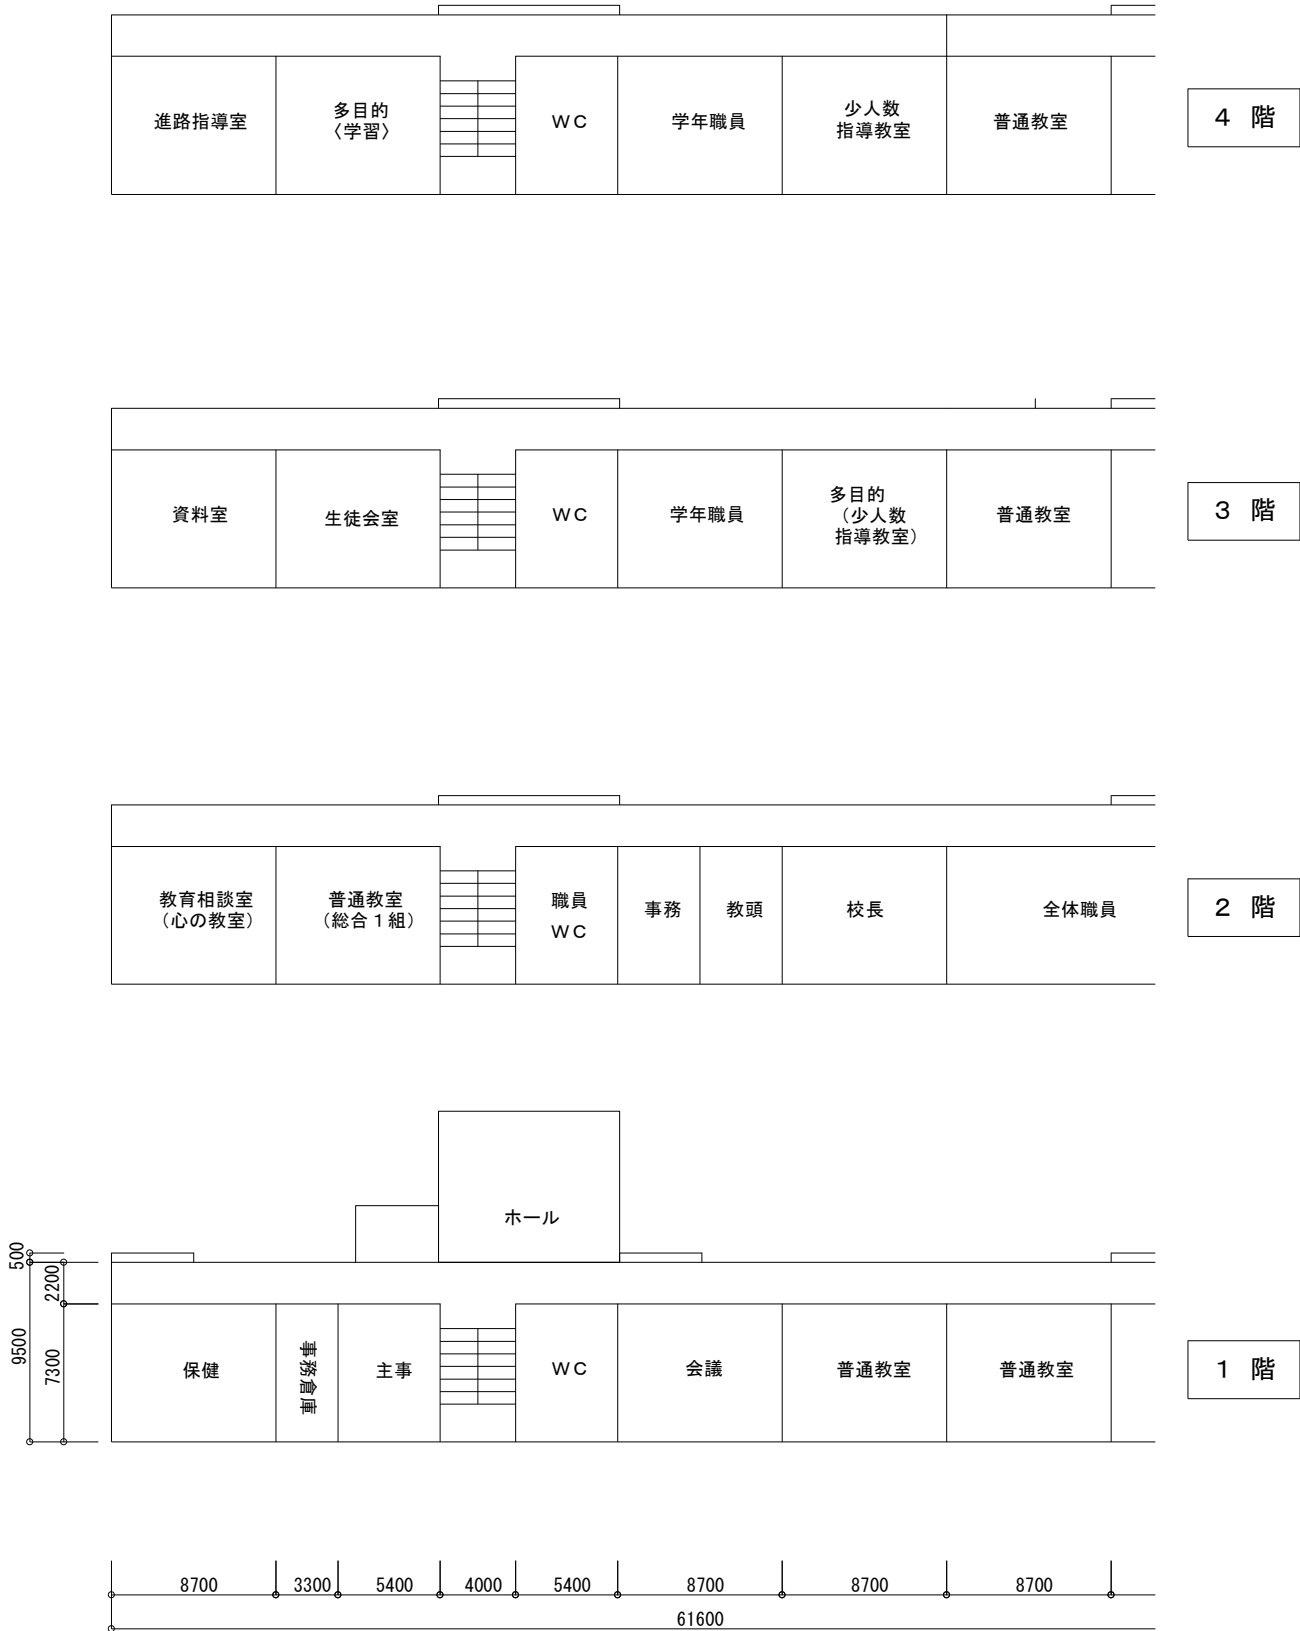 進路指導室
多目的
〈学習〉
ＷＣ
学年職員
少人数
指導教室
普通教室
４ 階
資料室
生徒会室
ＷＣ
学年職員
多目的
（少人数
指導教室）
普通教室
３ 階
教育相談室
（心の教室）
普通教室
（総合１組）
職員
ＷＣ
事務
教頭
校長
全体職員
２ 階
ホール
500
2200
9500
7300
保健
事務倉庫
主事
ＷＣ
会議
普通教室
普通教室
１ 階
8700
3300
5400
4000
5400
8700
8700
8700
61600